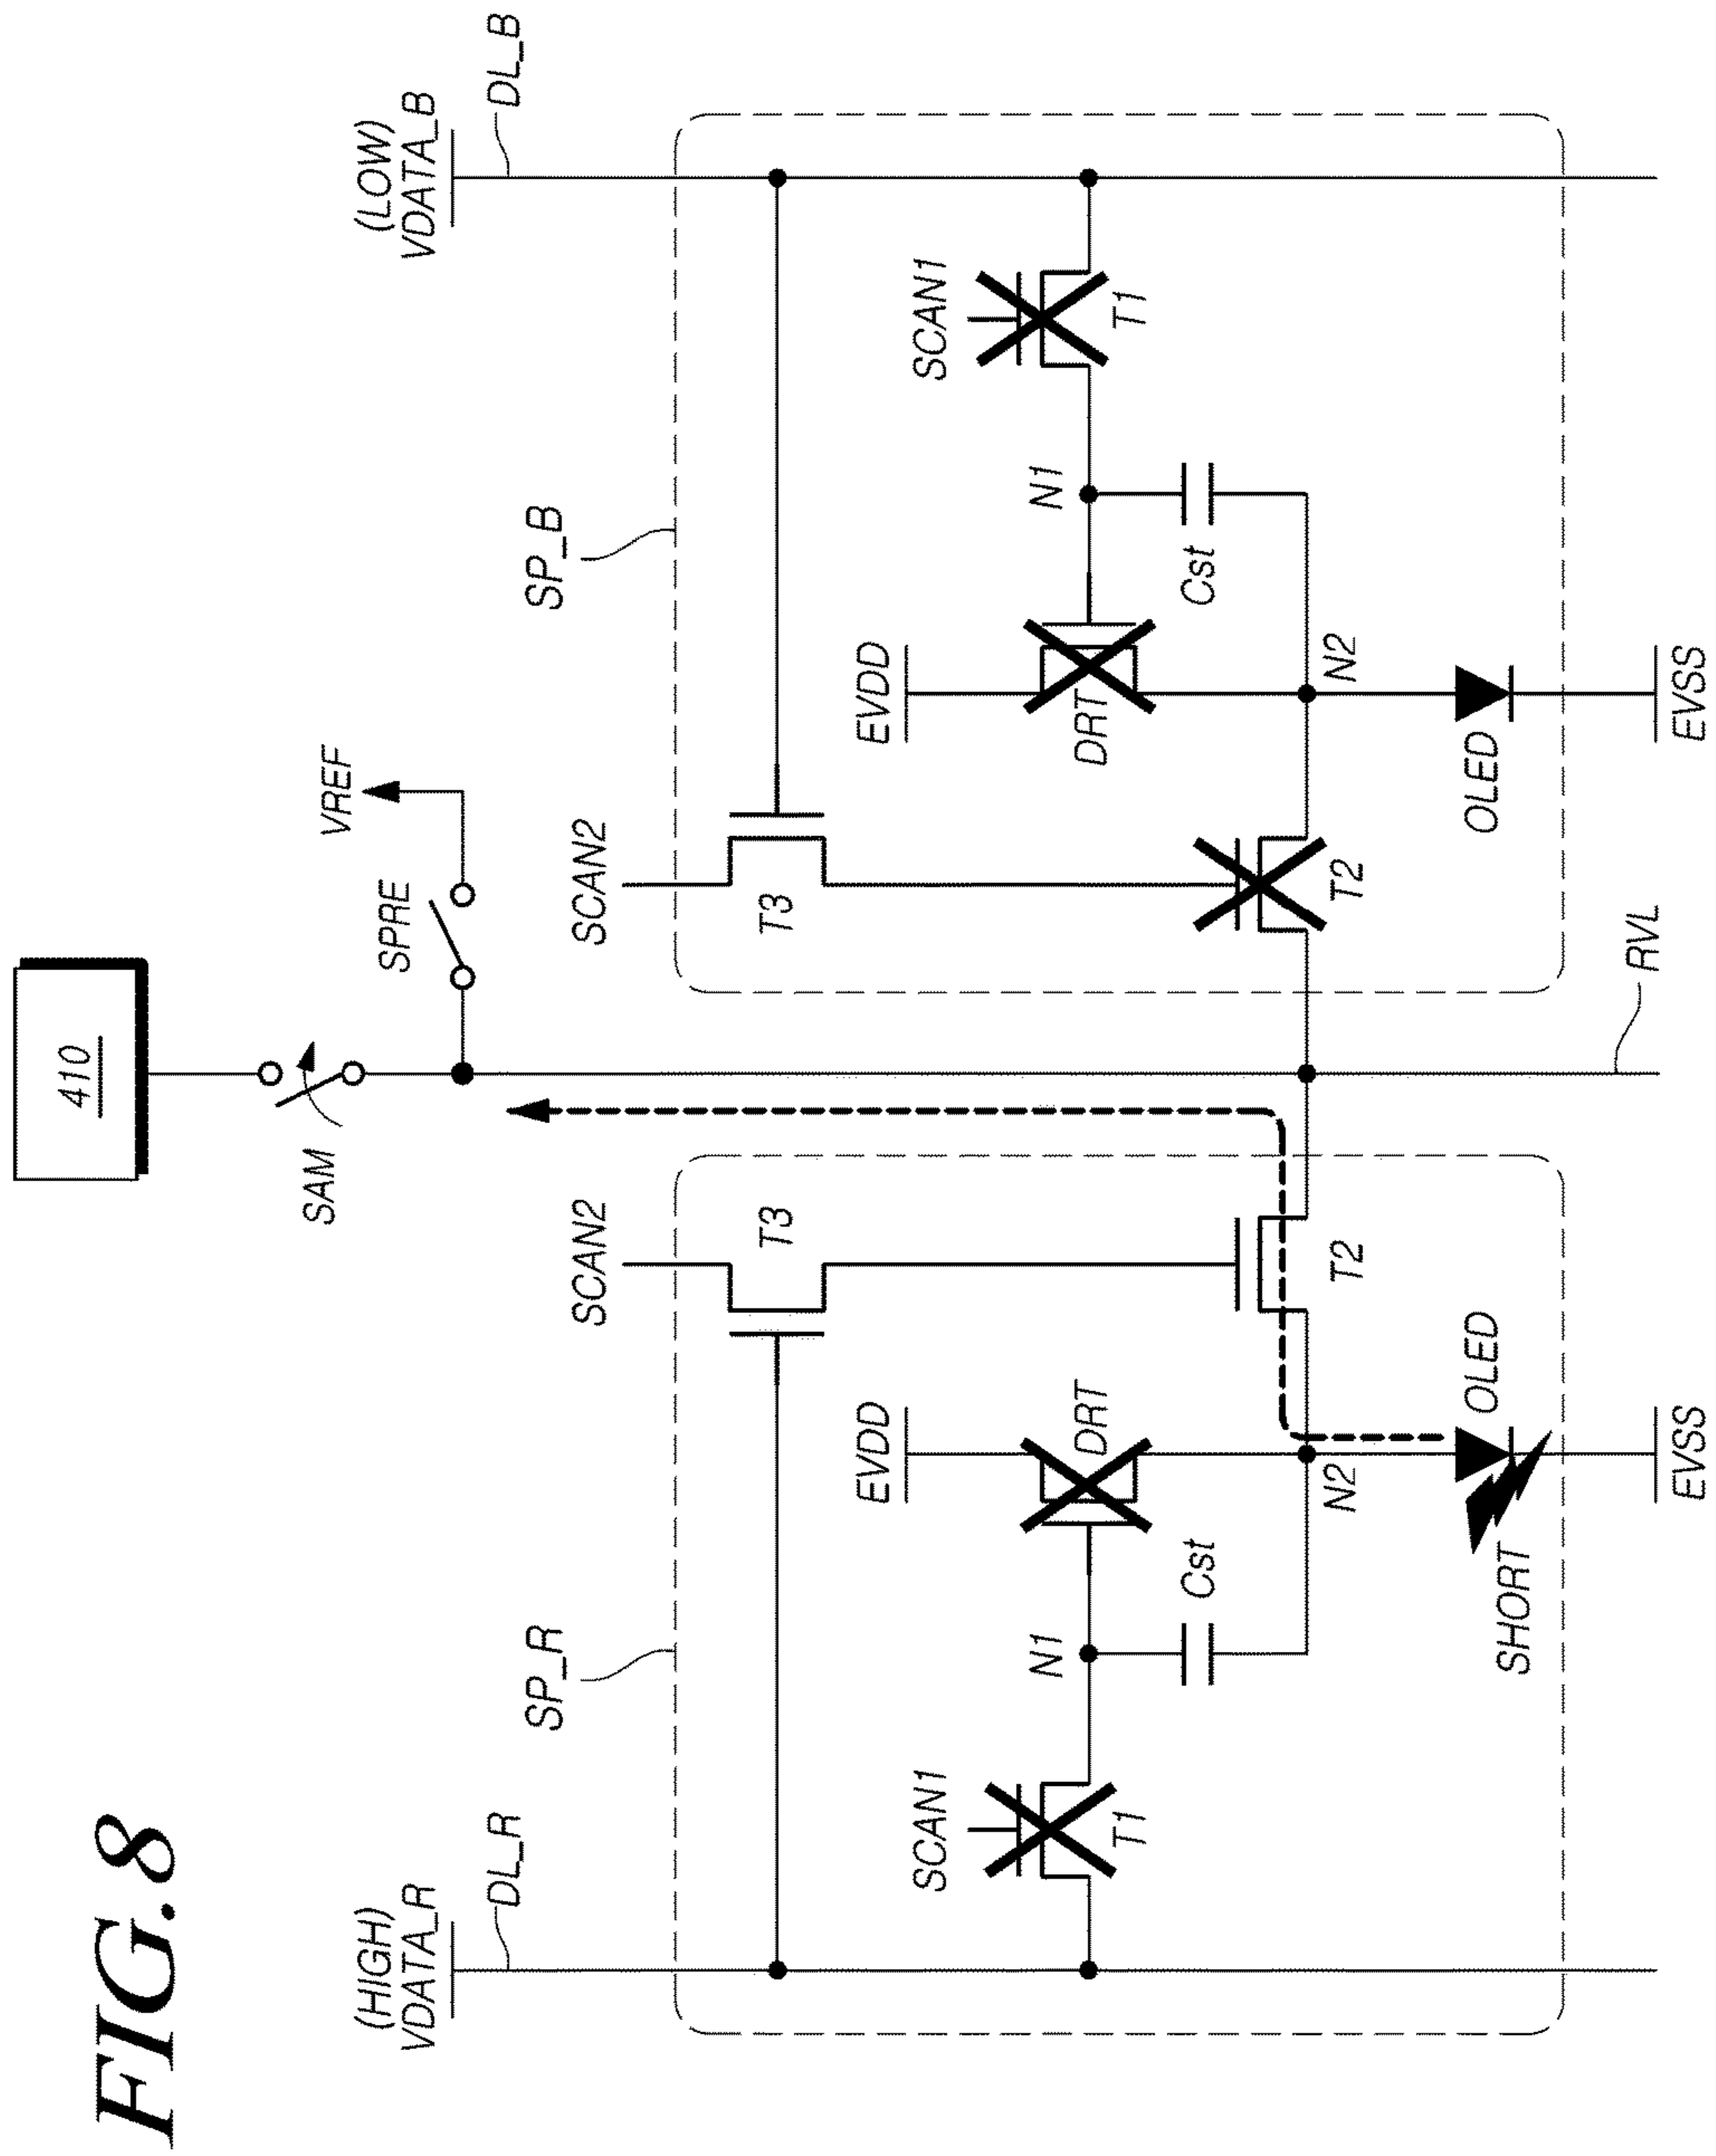 FIG.8
410
SAM
SPRE
VREF
(HIGH)
VDATA_R
DL_R
(LOW)
VDATA_B
DL_B
SP_R
SCAN2
SCAN2
SP_B
T3
T3
SCAN1
T1
N1
Cst
EVDD
DRT
N2
T2
OLED
SHORT
EVSS
EVDD
DRT
N1
Cst
SCAN1
T1
T2
N2
OLED
EVSS
RVL